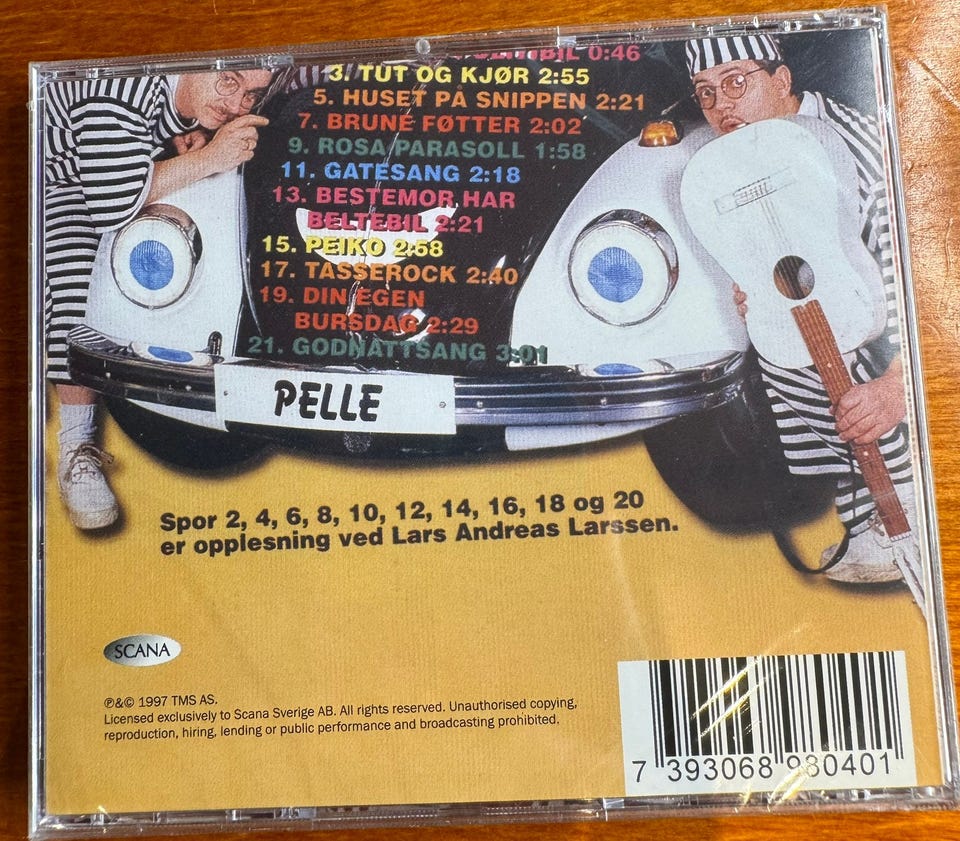 0:46
3. TUT OG KJØR 2:55
5. HUSET PÅ SNIPPEN 2:21
7. BRUNE FØTTER 2:02
9. ROSA PARASOLL 1:58
11. GATESANG 2:18
13. BESTEMOR HAR
BELTEBIL 2:21
15. PEIKO 2:58
17. TASSEROCK 2:40
19. DIN EGEN
BURSDAG 2:29
21. GODNATTSANG 3:01
PELLE
Spor 2, 4, 6, 8, 10, 12, 14, 16, 18 og 20
er opplesning ved Lars Andreas Larssen.
SCANA
℗&© 1997 TMS AS.
Licensed exclusively to Scana Sverige AB. All rights reserved. Unauthorised copying,
reproduction, hiring, lending or public performance and broadcasting prohibited.
7 393068 980401